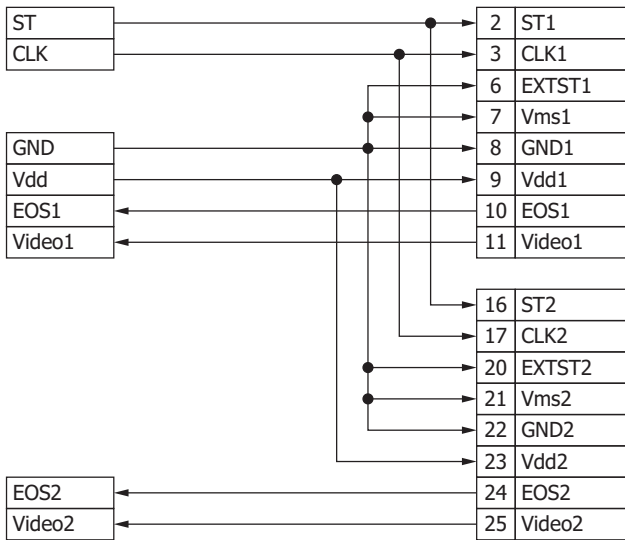 ST
CLK
GND
Vdd
EOS1
Video1
EOS2
Video2
2 ST1
3 CLK1
6 EXTST1
7 Vms1
8 GND1
9 Vdd1
10 EOS1
11 Video1
16 ST2
17 CLK2
20 EXTST2
21 Vms2
22 GND2
23 Vdd2
24 EOS2
25 Video2